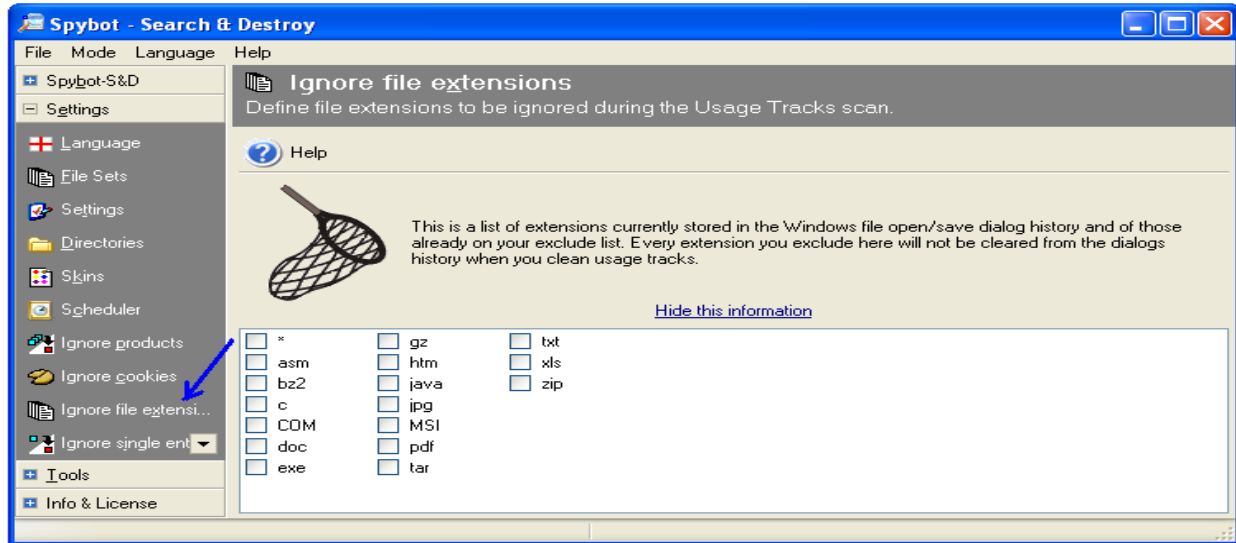 Spybot - Search & Destroy
File Mode Language Help
Spybot-S&D
Settings
Language
File Sets
Settings
Directories
Skins
Scheduler
Ignore products
Ignore cookies
Ignore file extensi...
Ignore single ent
Tools
Info & License
Ignore file extensions
Define file extensions to be ignored during the Usage Tracks scan.
Help
This is a list of extensions currently stored in the Windows file open/save dialog history and of those
already on your exclude list. Every extension you exclude here will not be cleared from the dialogs
history when you clean usage tracks.
Hide this information
*
asm
bz2
c
COM
doc
exe
gz
htm
java
jpg
MSI
pdf
tar
txt
xls
zip